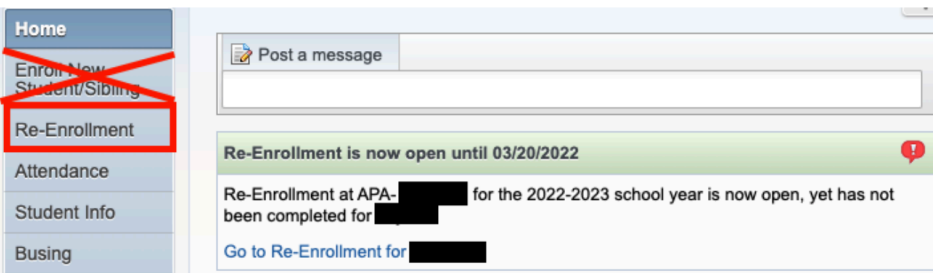 Home
Enroll New
Student/Sibling
Re-Enrollment
Attendance
Student Info
Busing
Post a message
Re-Enrollment is now open until 03/20/2022
Re-Enrollment at APA- for the 2022-2023 school year is now open, yet has not
been completed for
Go to Re-Enrollment for